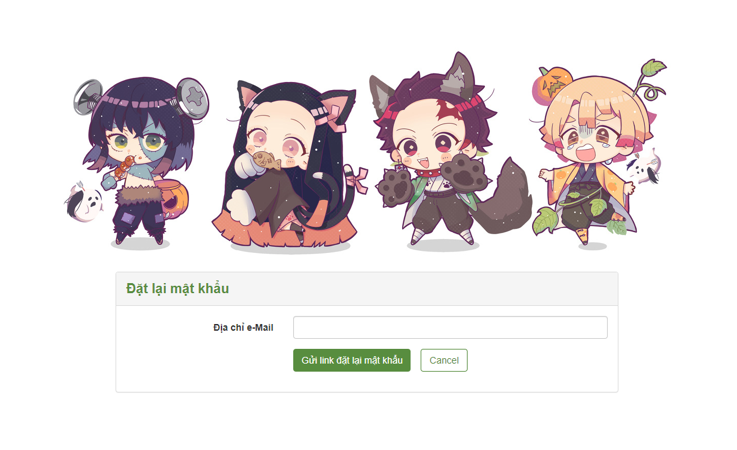 Đặt lại mật khẩu
Địa chỉ e-Mail
Gửi link đặt lại mật khẩu
Cancel